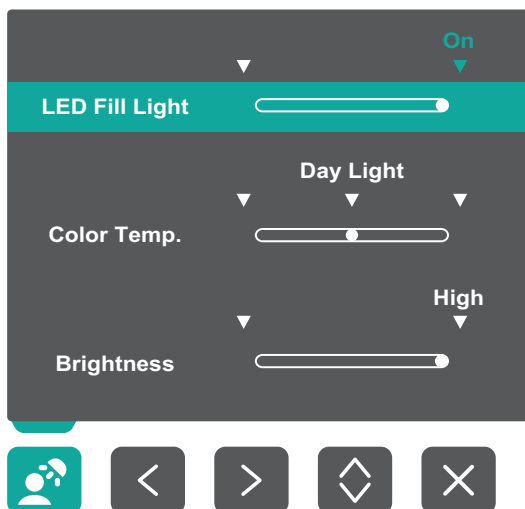 On
LED Fill Light
Day Light
Color Temp.
High
Brightness